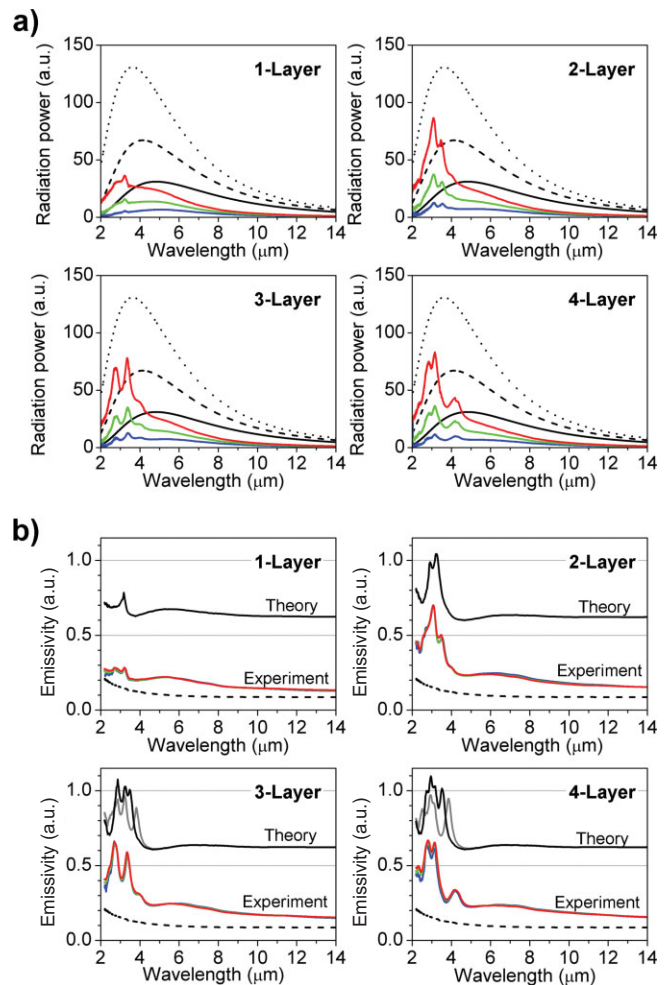 a)
150
100
50
0
Radiation power (a.u.)
1-Layer
2 4 6 8 10 12 14
Wavelength (μm)
150
100
50
0
Radiation power (a.u.)
2-Layer
2 4 6 8 10 12 14
Wavelength (μm)
150
100
50
0
Radiation power (a.u.)
3-Layer
2 4 6 8 10 12 14
Wavelength (μm)
150
100
50
0
Radiation power (a.u.)
4-Layer
2 4 6 8 10 12 14
Wavelength (μm)
b)
1.0
0.5
0.0
Emissivity (a.u.)
1-Layer
Theory
Experiment
2 4 6 8 10 12 14
Wavelength (μm)
1.0
0.5
0.0
Emissivity (a.u.)
2-Layer
Theory
Experiment
2 4 6 8 10 12 14
Wavelength (μm)
1.0
0.5
0.0
Emissivity (a.u.)
3-Layer
Theory
Experiment
2 4 6 8 10 12 14
Wavelength (μm)
1.0
0.5
0.0
Emissivity (a.u.)
4-Layer
Theory
Experiment
2 4 6 8 10 12 14
Wavelength (μm)